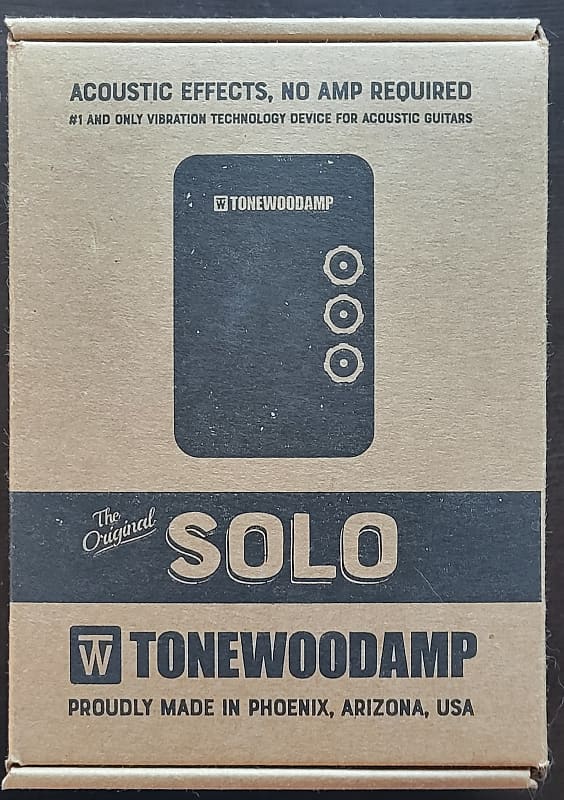 ACOUSTIC EFFECTS, NO AMP REQUIRED
#1 AND ONLY VIBRATION TECHNOLOGY DEVICE FOR ACOUSTIC GUITARS
W TONEWOODAMP
The Original SOLO
W TONEWOODAMP
PROUDLY MADE IN PHOENIX, ARIZONA, USA